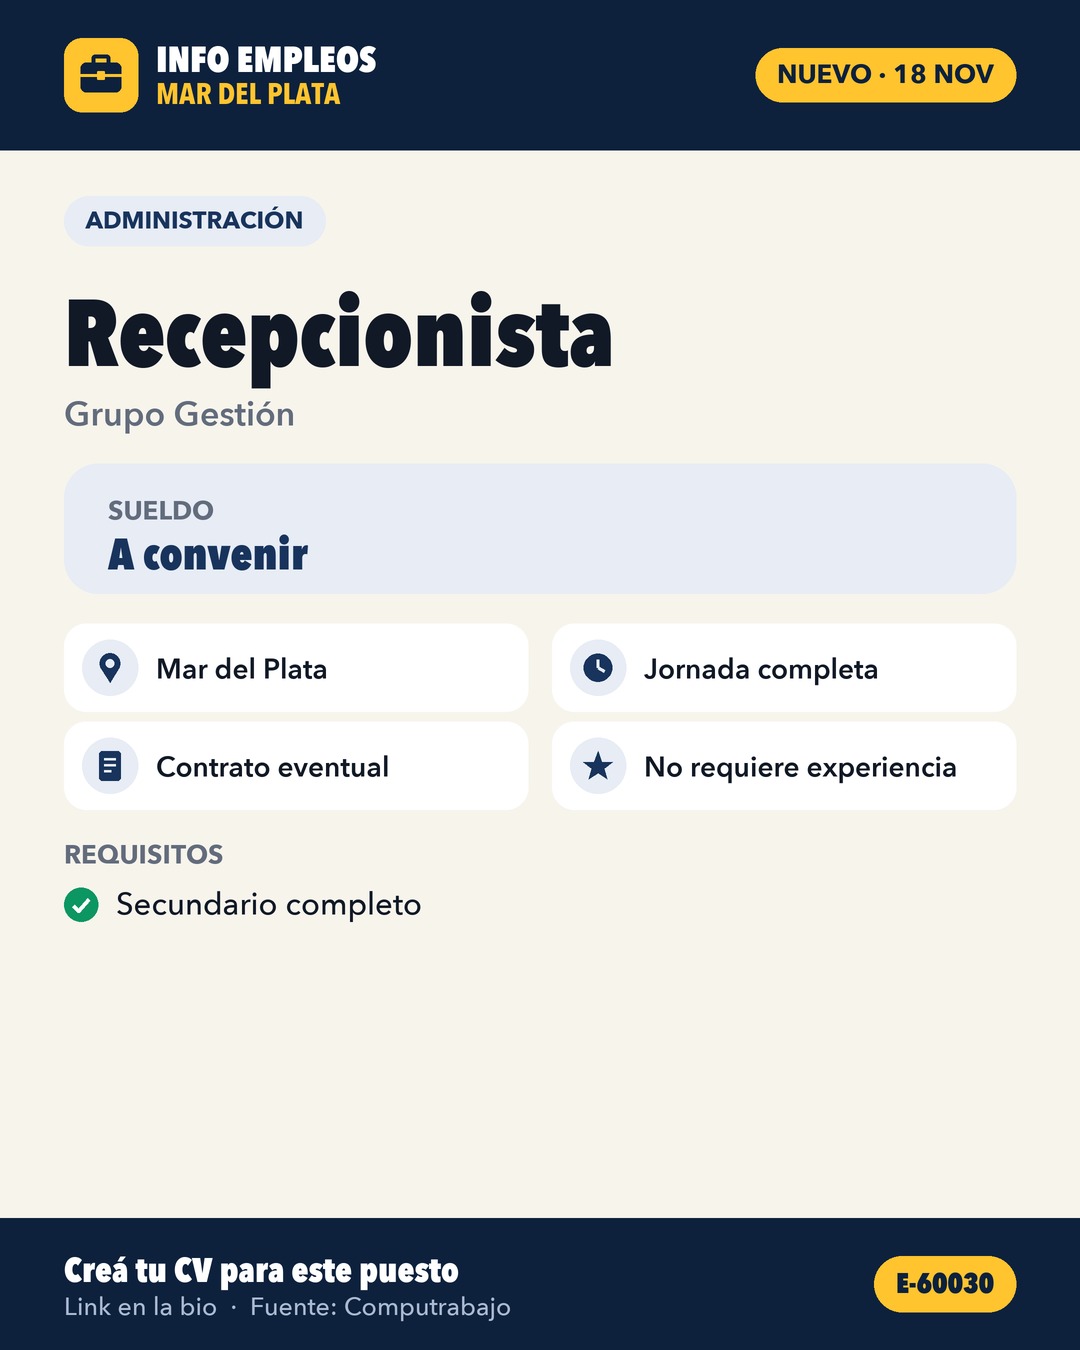 INFO EMPLEOS
MAR DEL PLATA
NUEVO · 18 NOV
ADMINISTRACIÓN
Recepcionista
Grupo Gestión
SUELDO
A convenir
Mar del Plata
Jornada completa
Contrato eventual
No requiere experiencia
REQUISITOS
Secundario completo
Creá tu CV para este puesto
Link en la bio · Fuente: Computrabajo
E-60030